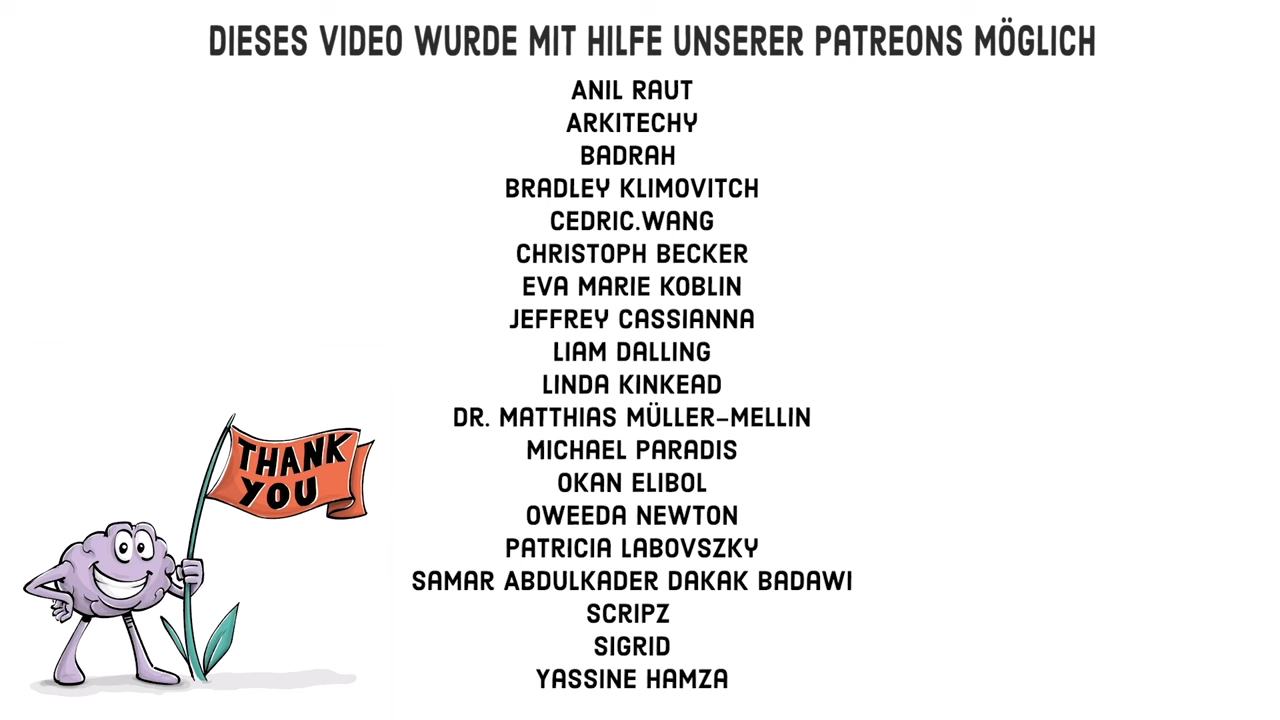 DIESES VIDEO WURDE MIT HILFE UNSERER PATREONS MÖGLICH
ANIL RAUT
ARKITECHY
BADRAH
BRADLEY KLIMOVITCH
CEDRIC.WANG
CHRISTOPH BECKER
EVA MARIE KOBLIN
JEFFREY CASSIANNA
LIAM DALLING
LINDA KINKEAD
DR. MATTHIAS MÜLLER-MELLIN
MICHAEL PARADIS
OKAN ELIBOL
OWEEDA NEWTON
PATRICIA LABOVSZKY
SAMAR ABDULKADER DAKAK BADAWI
SCRIPZ
SIGRID
YASSINE HAMZA
THANK
YOU